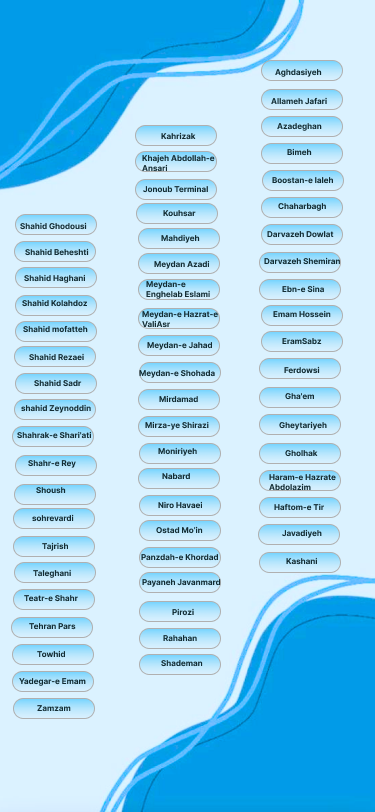 Shahid Ghodousi
Shahid Beheshti
Shahid Haghani
Shahid Kolahdoz
Shahid mofatteh
Shahid Rezaei
Shahid Sadr
shahid Zeynoddin
Shahrak-e Shari'ati
Shahr-e Rey
Shoush
sohrevardi
Tajrish
Taleghani
Teatr-e Shahr
Tehran Pars
Towhid
Yadegar-e Emam
Zamzam
Kahrizak
Khajeh Abdollah-e
Ansari
Jonoub Terminal
Kouhsar
Mahdiyeh
Meydan Azadi
Meydan-e
Enghelab Eslami
Meydan-e Hazrat-e
ValiAsr
Meydan-e Jahad
Meydan-e Shohada
Mirdamad
Mirza-ye Shirazi
Moniriyeh
Nabard
Niro Havaei
Ostad Mo'in
Panzdah-e Khordad
Payaneh Javanmard
Pirozi
Rahahan
Shademan
Aghdasiyeh
Allameh Jafari
Azadeghan
Bimeh
Boostan-e laleh
Chaharbagh
Darvazeh Dowlat
Darvazeh Shemiran
Ebn-e Sina
Emam Hossein
EramSabz
Ferdowsi
Gha'em
Gheytariyeh
Gholhak
Haram-e Hazrate
Abdolazim
Haftom-e Tir
Javadiyeh
Kashani